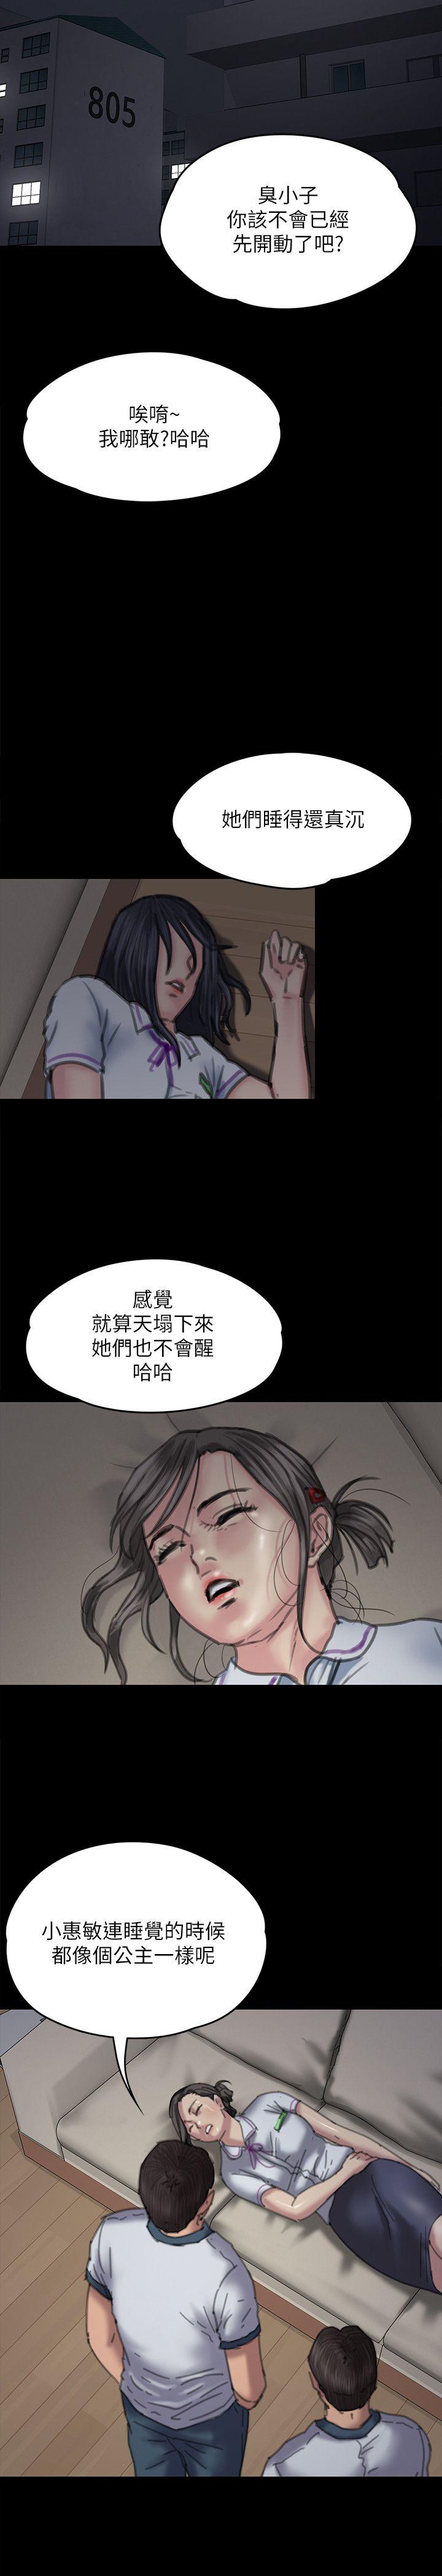 805
臭小子
你該不會已經
先開動了吧?
唉唷~
我哪敢?哈哈
她們睡得還真沉
感覺
就算天塌下來
她們也不會醒
哈哈
小惠敏連睡覺的時候
都像個公主一樣呢